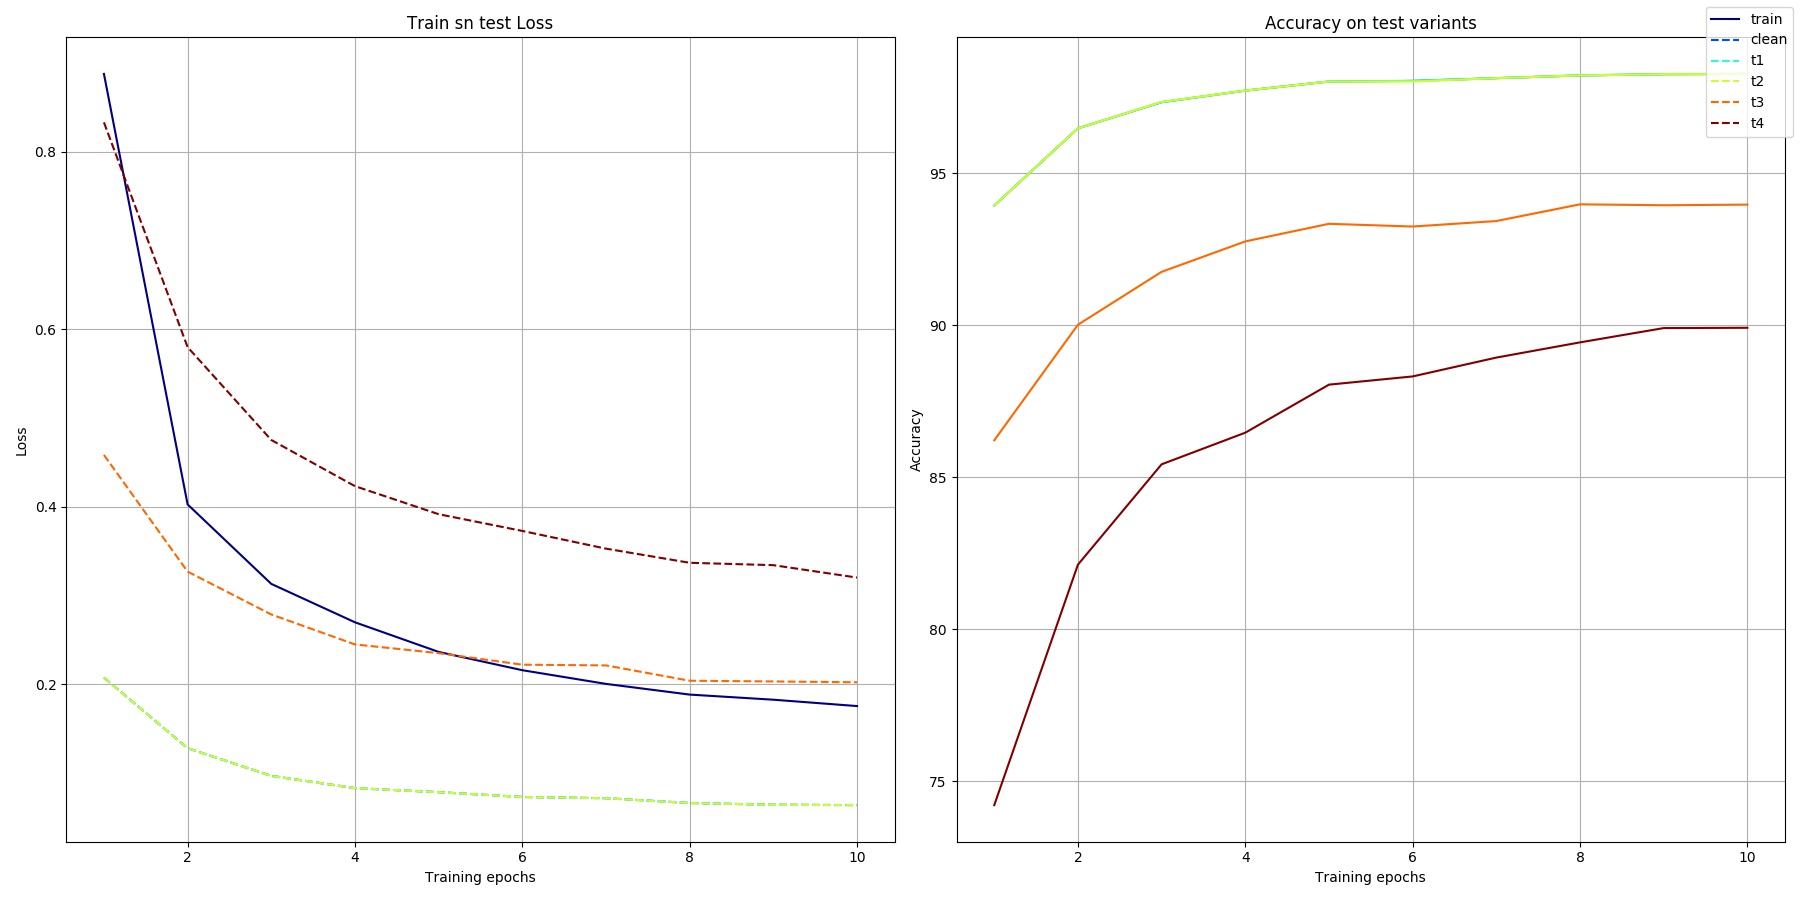 Train sn test Loss
Loss
0.8
0.6
0.4
0.2
2 4 6 8 10
Training epochs
Accuracy on test variants
Accuracy
95
90
85
80
75
2 4 6 8 10
Training epochs
train
clean
t1
t2
t3
t4